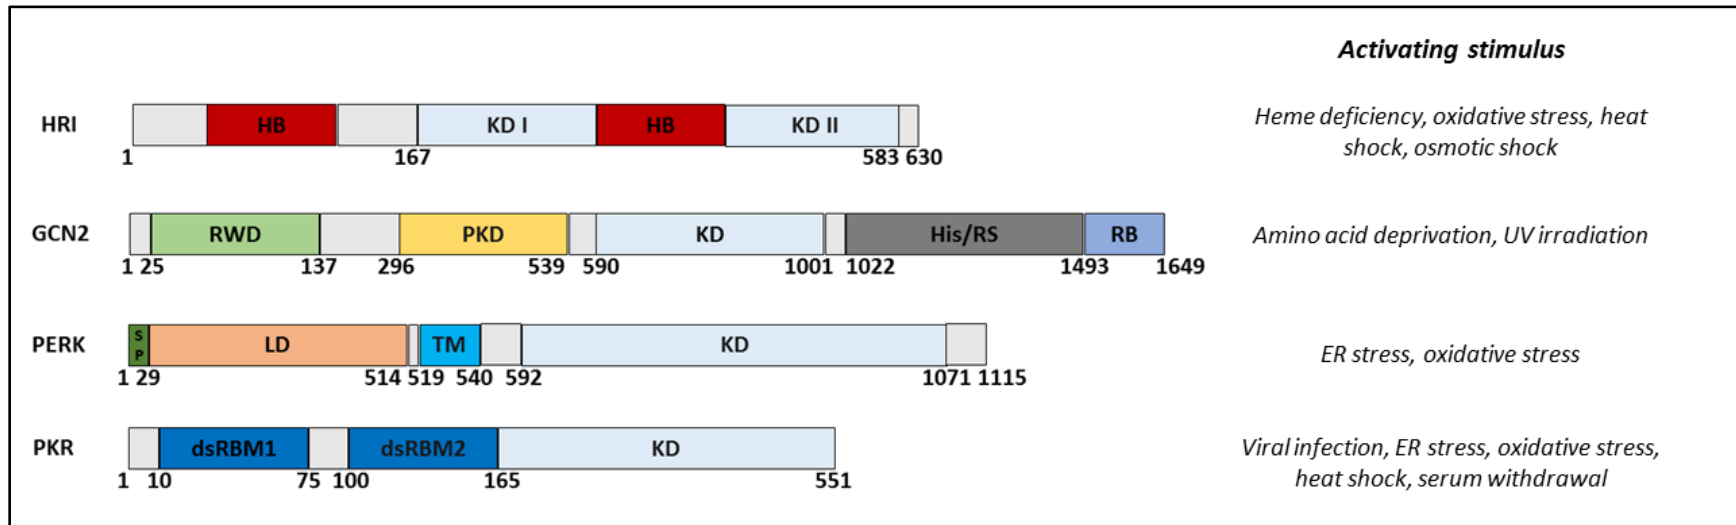 Activating stimulus
HRI HB KD I HB KD II Heme deficiency, oxidative stress, heat
shock, osmotic shock
1 167 583 630
GCN2 RWD PKD KD His/RS RB Amino acid deprivation, UV irradiation
1 25 137 296 539 590 1001 1022 1493 1649
PERK SP LD TM KD ER stress, oxidative stress
1 29 514 519 540 592 1071 1115
PKR dsRBM1 dsRBM2 KD Viral infection, ER stress, oxidative stress,
heat shock, serum withdrawal
1 10 75 100 165 551